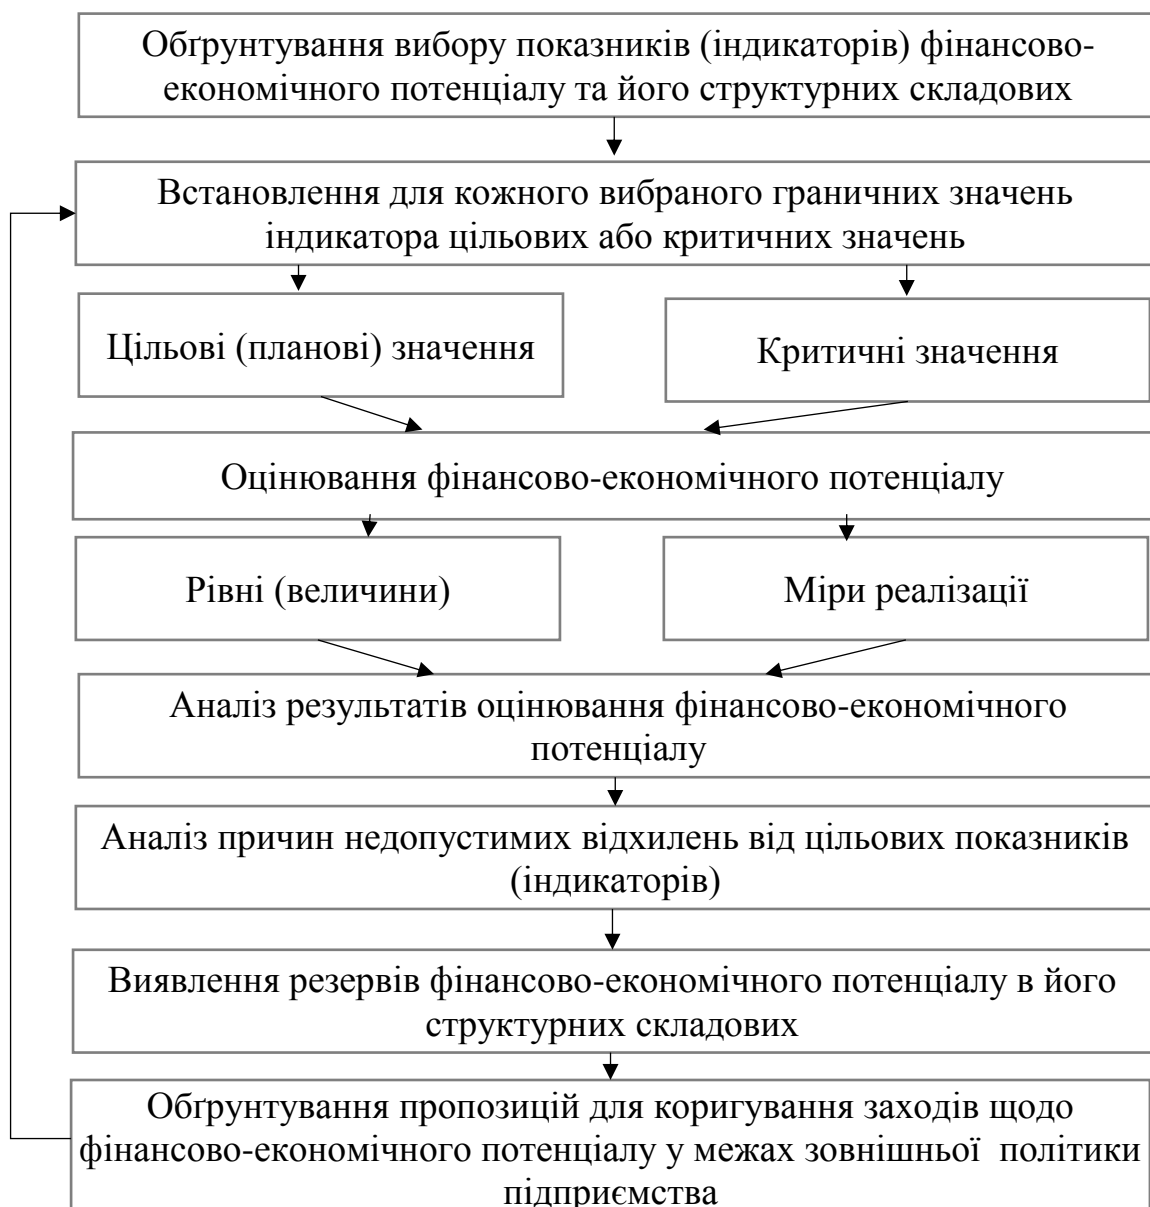 Обґрунтування вибору показників (індикаторів) фінансово-
економічного потенціалу та його структурних складових
Встановлення для кожного вибраного граничних значень
індикатора цільових або критичних значень
Цільові (планові) значення
Критичні значення
Оцінювання фінансово-економічного потенціалу
Рівні (величини)
Міри реалізації
Аналіз результатів оцінювання фінансово-економічного
потенціалу
Аналіз причин недопустимих відхилень від цільових показників
(індикаторів)
Виявлення резервів фінансово-економічного потенціалу в його
структурних складових
Обґрунтування пропозицій для коригування заходів щодо
фінансово-економічного потенціалу у межах зовнішньої політики
підприємства